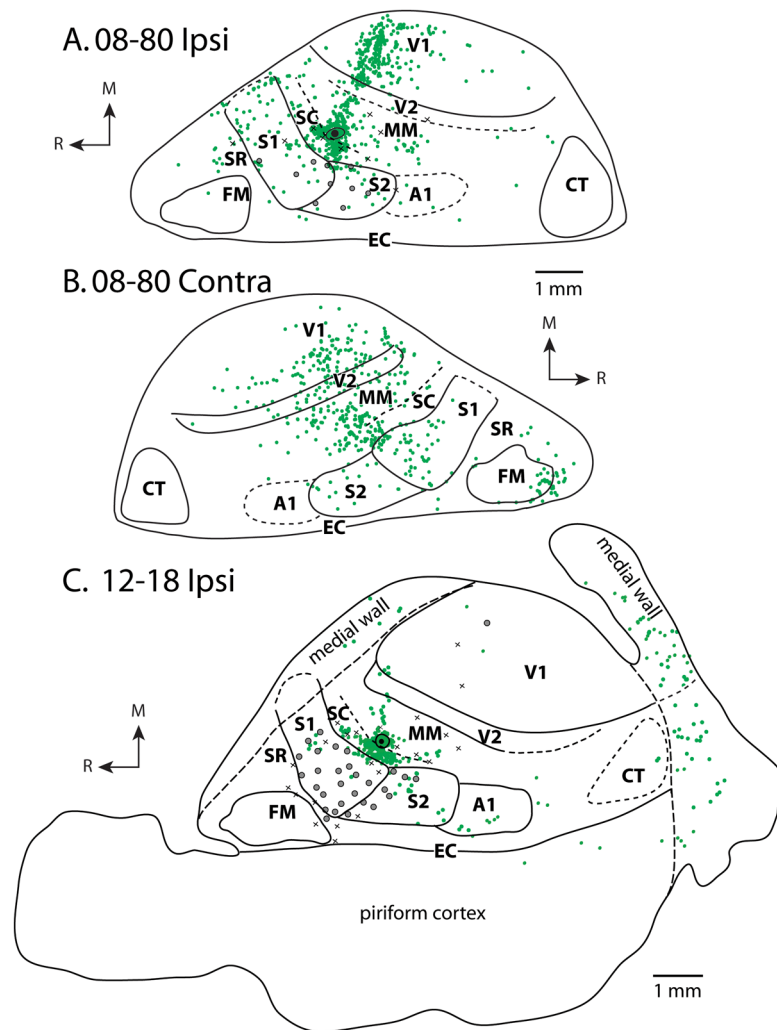 A. 08-80 Ipsi
M
R
V1
V2
SC
MM
S1
SR
S2
A1
FM
CT
EC
1 mm
B. 08-80 Contra
M
R
V1
V2
MM
SC
S1
SR
FM
S2
A1
CT
EC
C. 12-18 Ipsi
M
R
medial wall
medial wall
V1
S1
SC
MM
V2
SR
CT
S2
A1
FM
EC
piriform cortex
1 mm